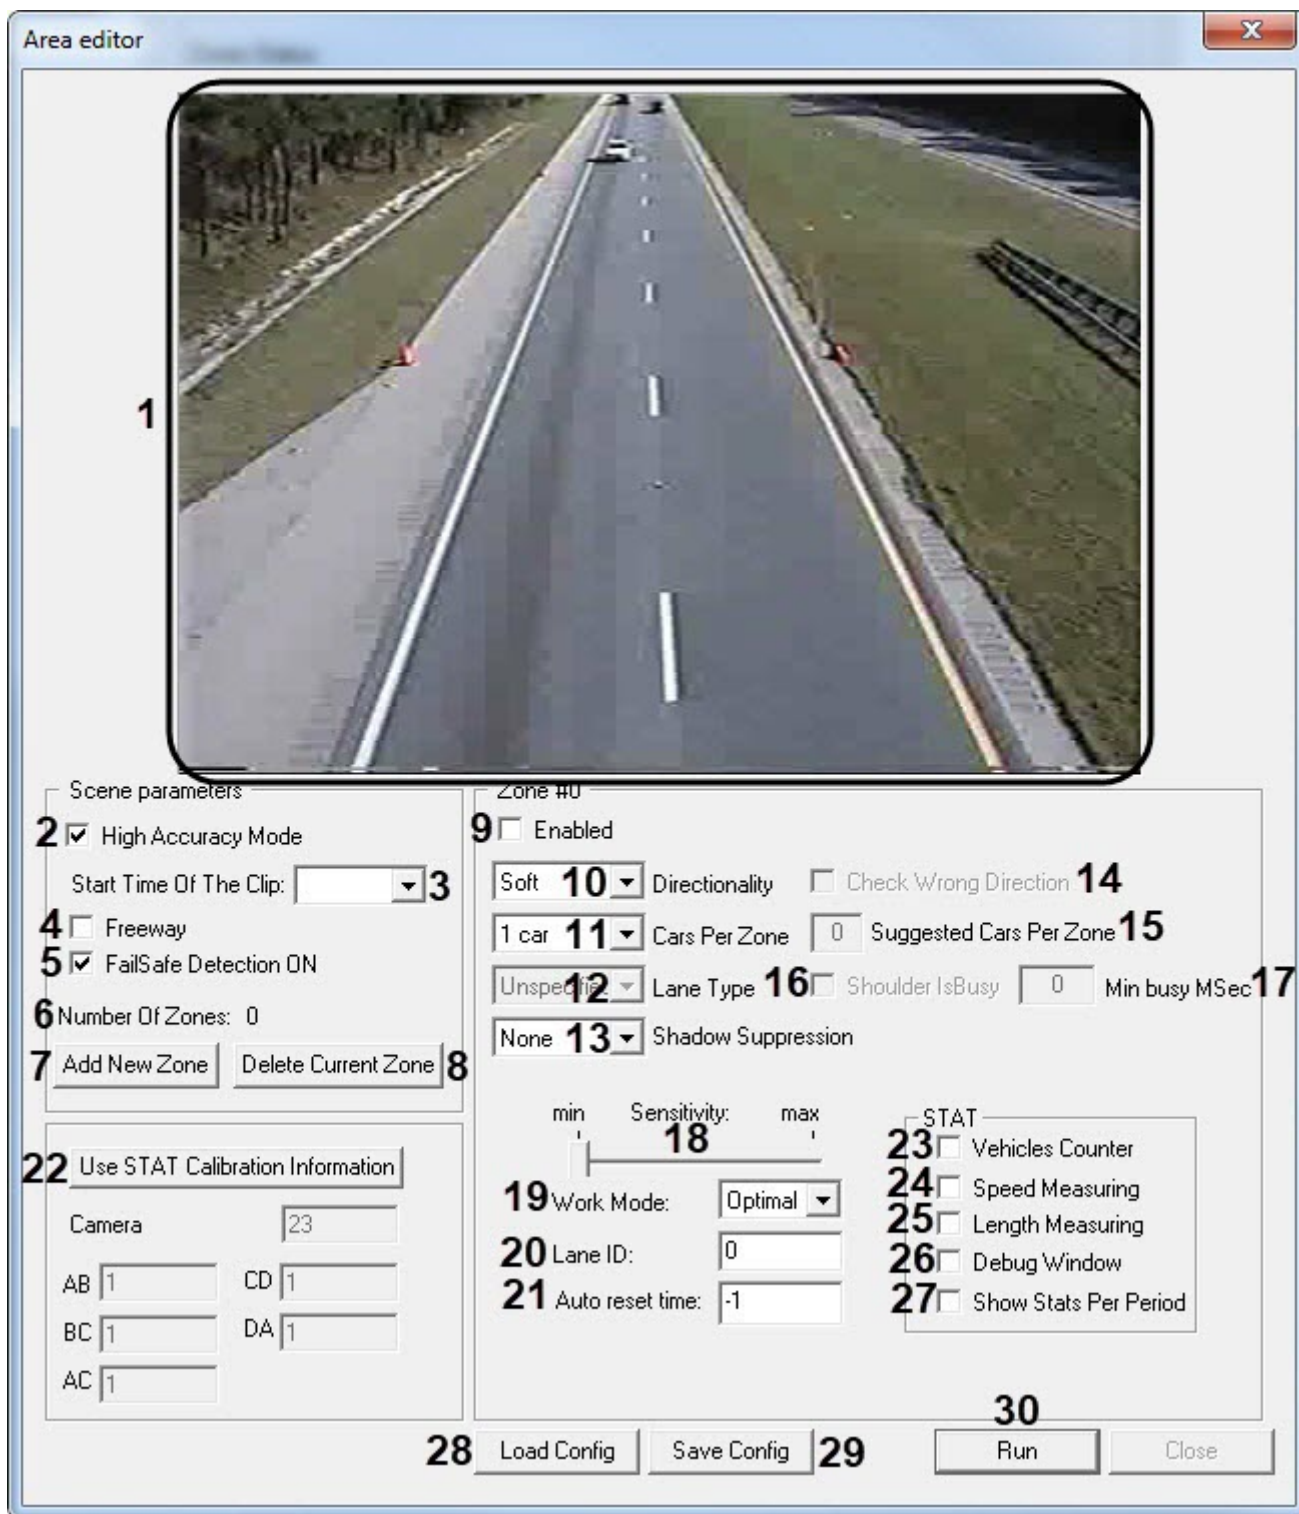 Area editor
1
Scene parameters
2 High Accuracy Mode
Start Time Of The Clip: 3
4 Freeway
5 FailSafe Detection ON
6 Number Of Zones: 0
7 Add New Zone Delete Current Zone 8
Zone #0
9 Enabled
Soft 10 Directionality Check Wrong Direction 14
1 car 11 Cars Per Zone 0 Suggested Cars Per Zone 15
12 Lane Type 16 Shoulder IsBusy 0 Min busy MSec 17
None 13 Shadow Suppression
min Sensitivity: max
18
19 Work Mode: Optimal
20 Lane ID: 0
21 Auto reset time: -1
STAT
23 Vehicles Counter
24 Speed Measuring
25 Length Measuring
26 Debug Window
27 Show Stats Per Period
22 Use STAT Calibration Information
Camera 23
AB 1 CD 1
BC 1 DA 1
AC 1
28 Load Config Save Config 29
30
Run Close